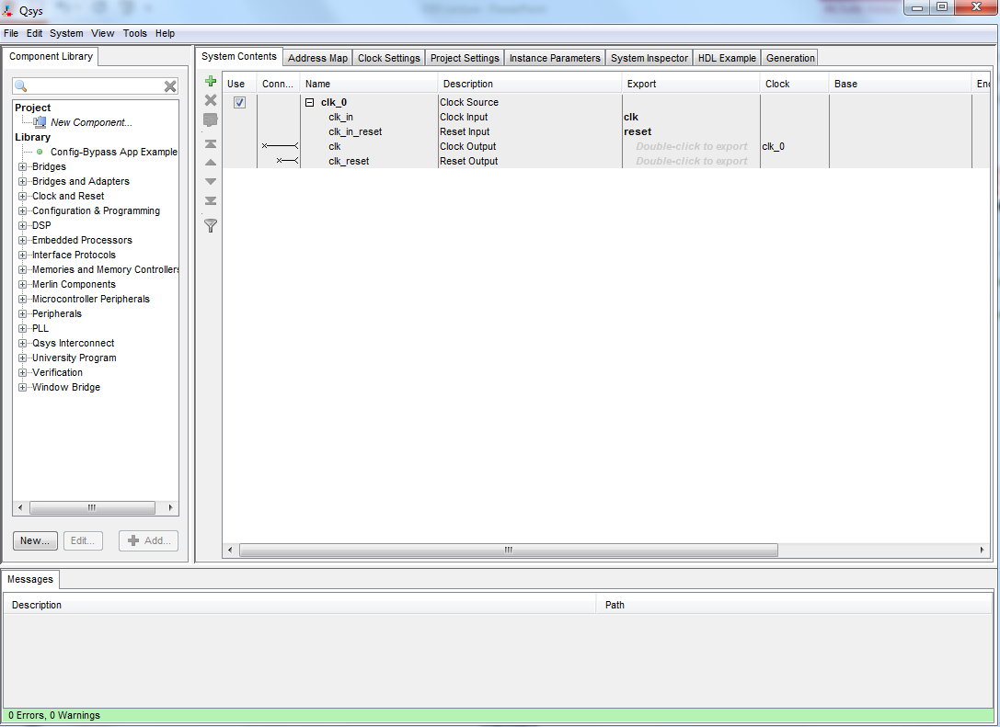 Qsys
File Edit System View Tools Help
Component Library
Project
New Component...
Library
Config-Bypass App Example
Bridges
Bridges and Adapters
Clock and Reset
Configuration & Programming
DSP
Embedded Processors
Interface Protocols
Memories and Memory Controllers
Merlin Components
Microcontroller Peripherals
Peripherals
PLL
Qsys Interconnect
University Program
Verification
Window Bridge
New... Edit... Add...
System Contents Address Map Clock Settings Project Settings Instance Parameters System Inspector HDL Example Generation
Use Conn... Name Description Export Clock Base Enc
clk_0 Clock Source
clk_in Clock Input clk
clk_in_reset Reset Input reset
clk Clock Output Double-click to export clk_0
clk_reset Reset Output Double-click to export
Messages
Description Path
0 Errors, 0 Warnings